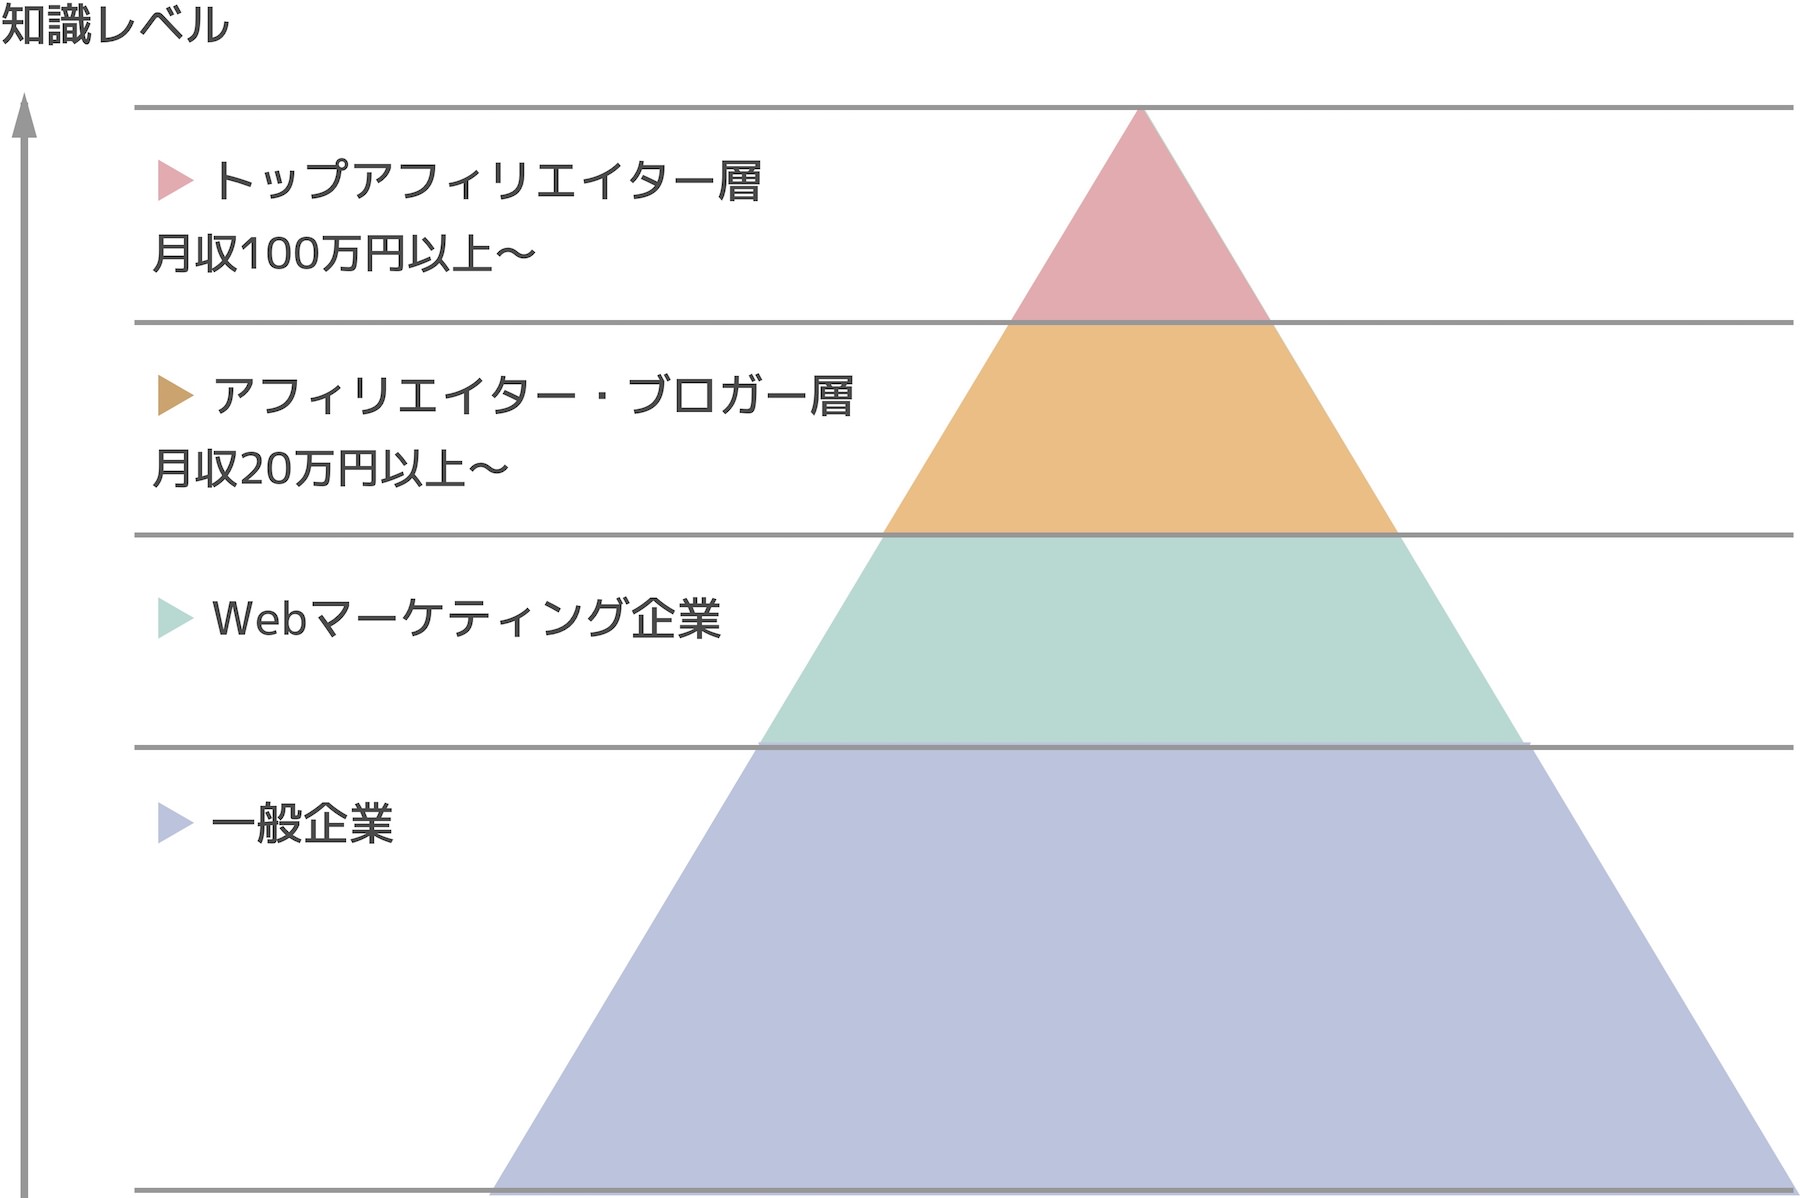 知識レベル
トップアフィリエイター層
月収100万円以上〜
アフィリエイター・ブロガー層
月収20万円以上〜
Webマーケティング企業
一般企業